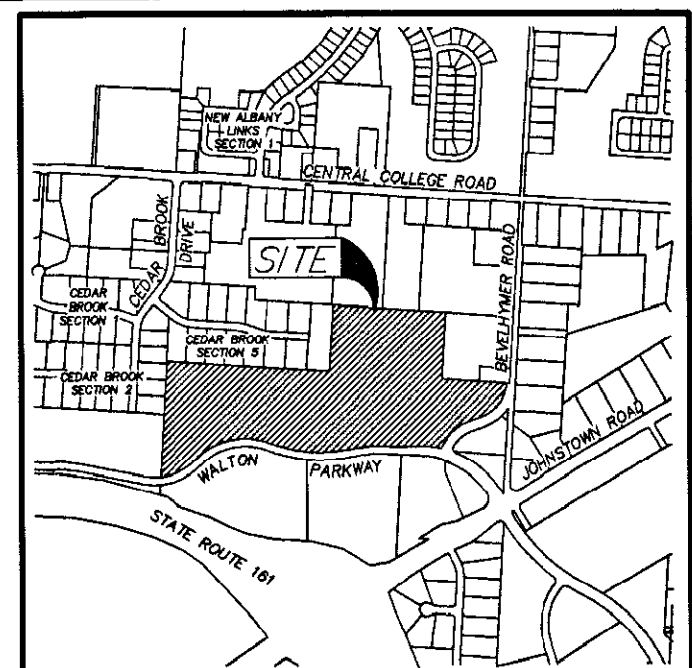 NEW ALBANY
LINKS
SECTION 1
CENTRAL COLLEGE ROAD
BROOK
DRIVE
CEDAR
SITE
BEVELHYMER ROAD
CEDAR
BROOK
SECTION 1
CEDAR BROOK
SECTION 5
CEDAR BROOK
SECTION 2
JOHNSTOWN ROAD
WALTON
PARKWAY
STATE ROUTE 161